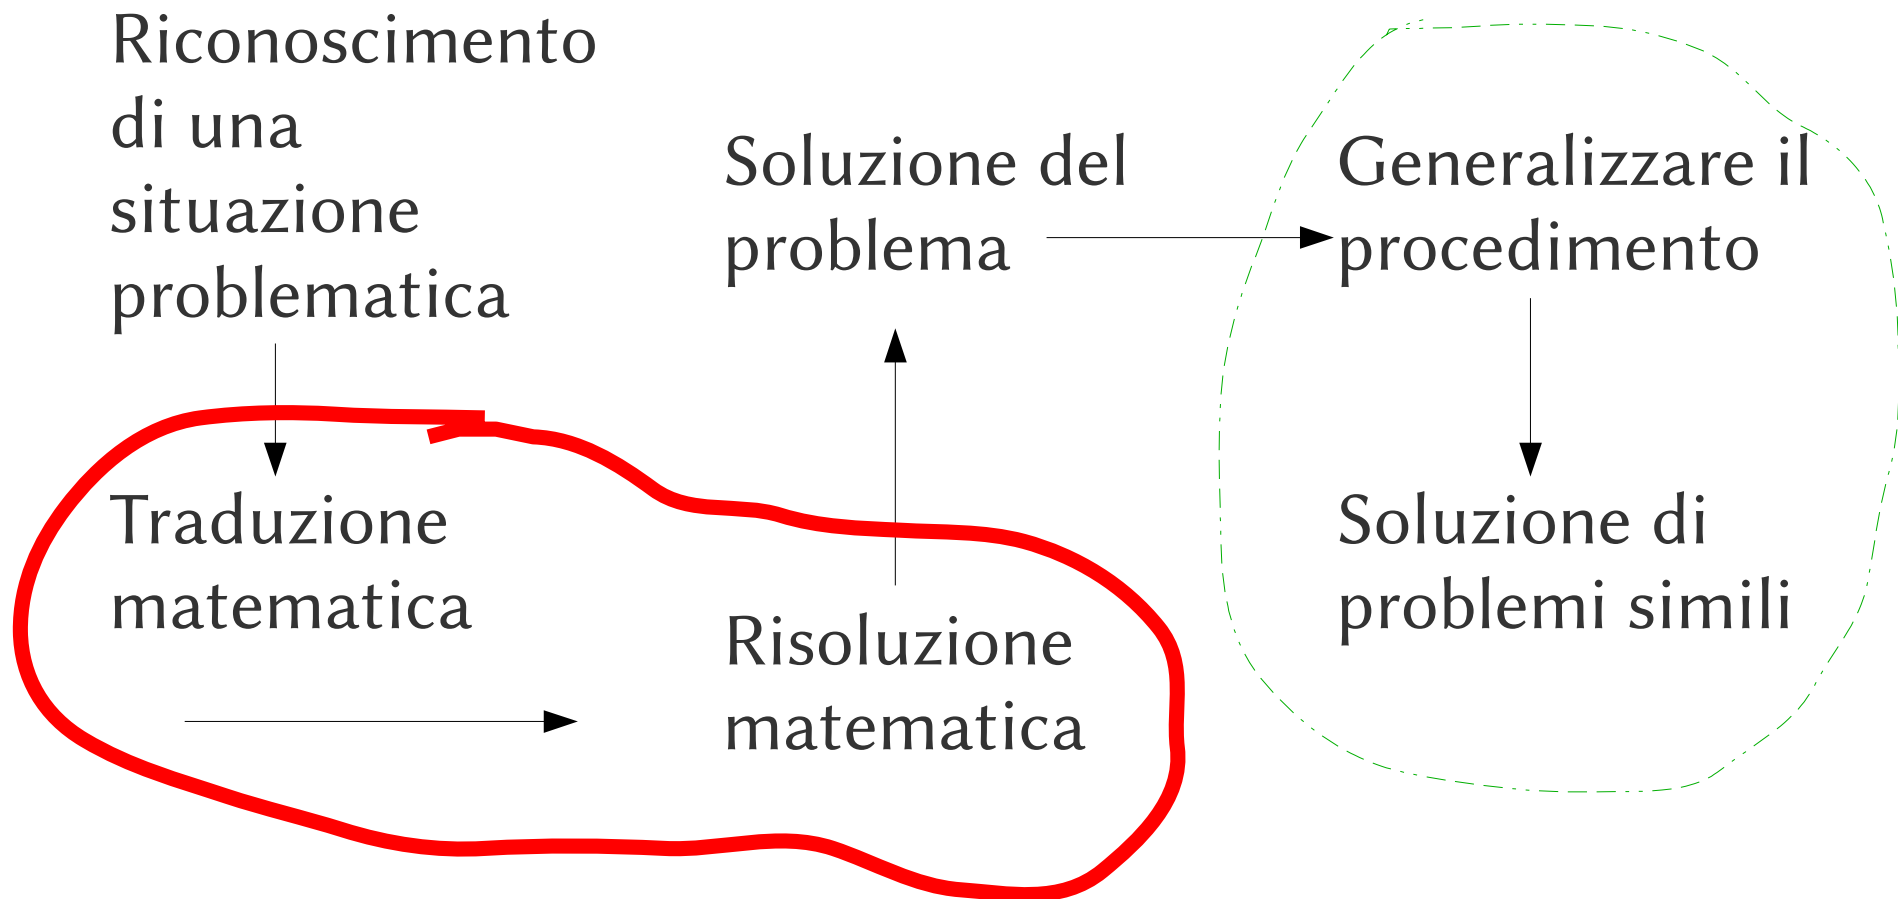 Riconoscimento
di una
situazione
problematica
Traduzione
matematica
Risoluzione
matematica
Soluzione del
problema
Generalizzare il
procedimento
Soluzione di
problemi simili